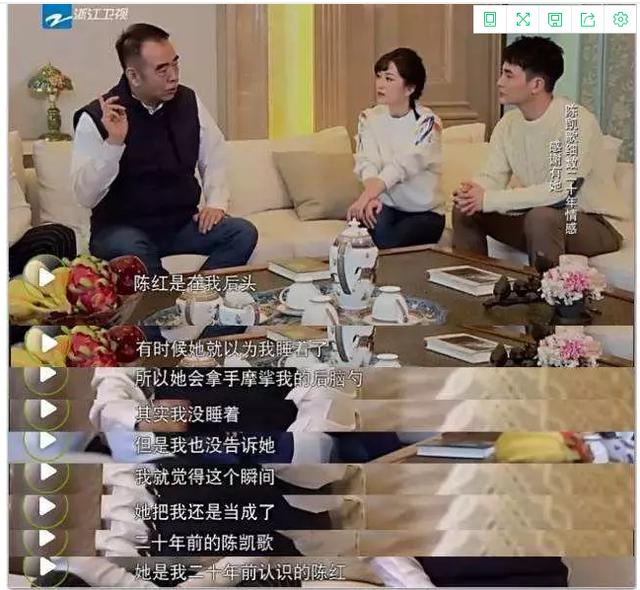 浙江卫视
陈凯歌细数二十年情感
感谢有她
陈红是在我后头
有时候她就以为我睡着了
所以她会拿手摩挲我的后脑勺
其实我没睡着
但是我也没告诉她
我就觉得这个瞬间
她把我还是当成了
二十年前的陈凯歌
她是我二十年前认识的陈红